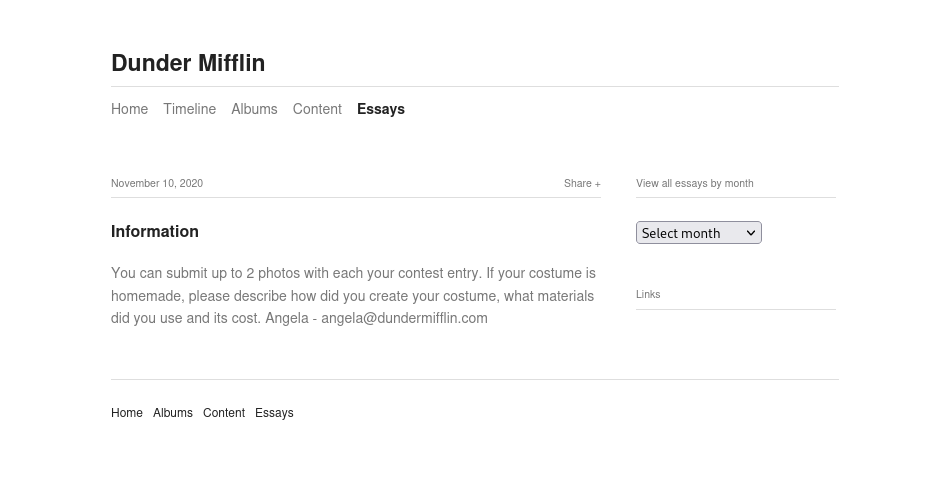 Dunder Mifflin
Home Timeline Albums Content Essays
November 10, 2020 Share +
Information
You can submit up to 2 photos with each your contest entry. If your costume is
homemade, please describe how did you create your costume, what materials
did you use and its cost. Angela - angela@dundermifflin.com
View all essays by month
Select month
Links
Home Albums Content Essays